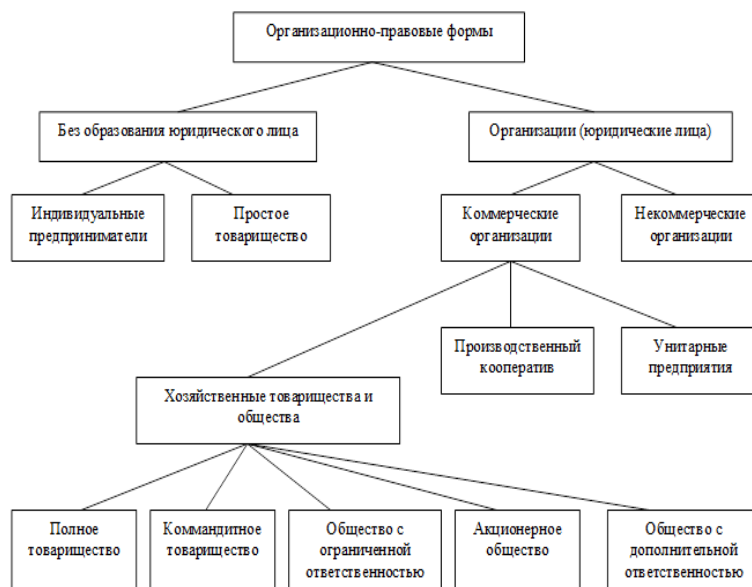 Организационно-правовые формы
Без образования юридического лица
Организации (юридические лица)
Индивидуальные
предприниматели
Простое
товарищество
Коммерческие
организации
Некоммерческие
организации
Производственный
кооператив
Унитарные
предприятия
Хозяйственные товарищества и
общества
Полное
товарищество
Коммандитное
товарищество
Общество с
ограниченной
ответственностью
Акционерное
общество
Общество с
дополнительной
ответственностью